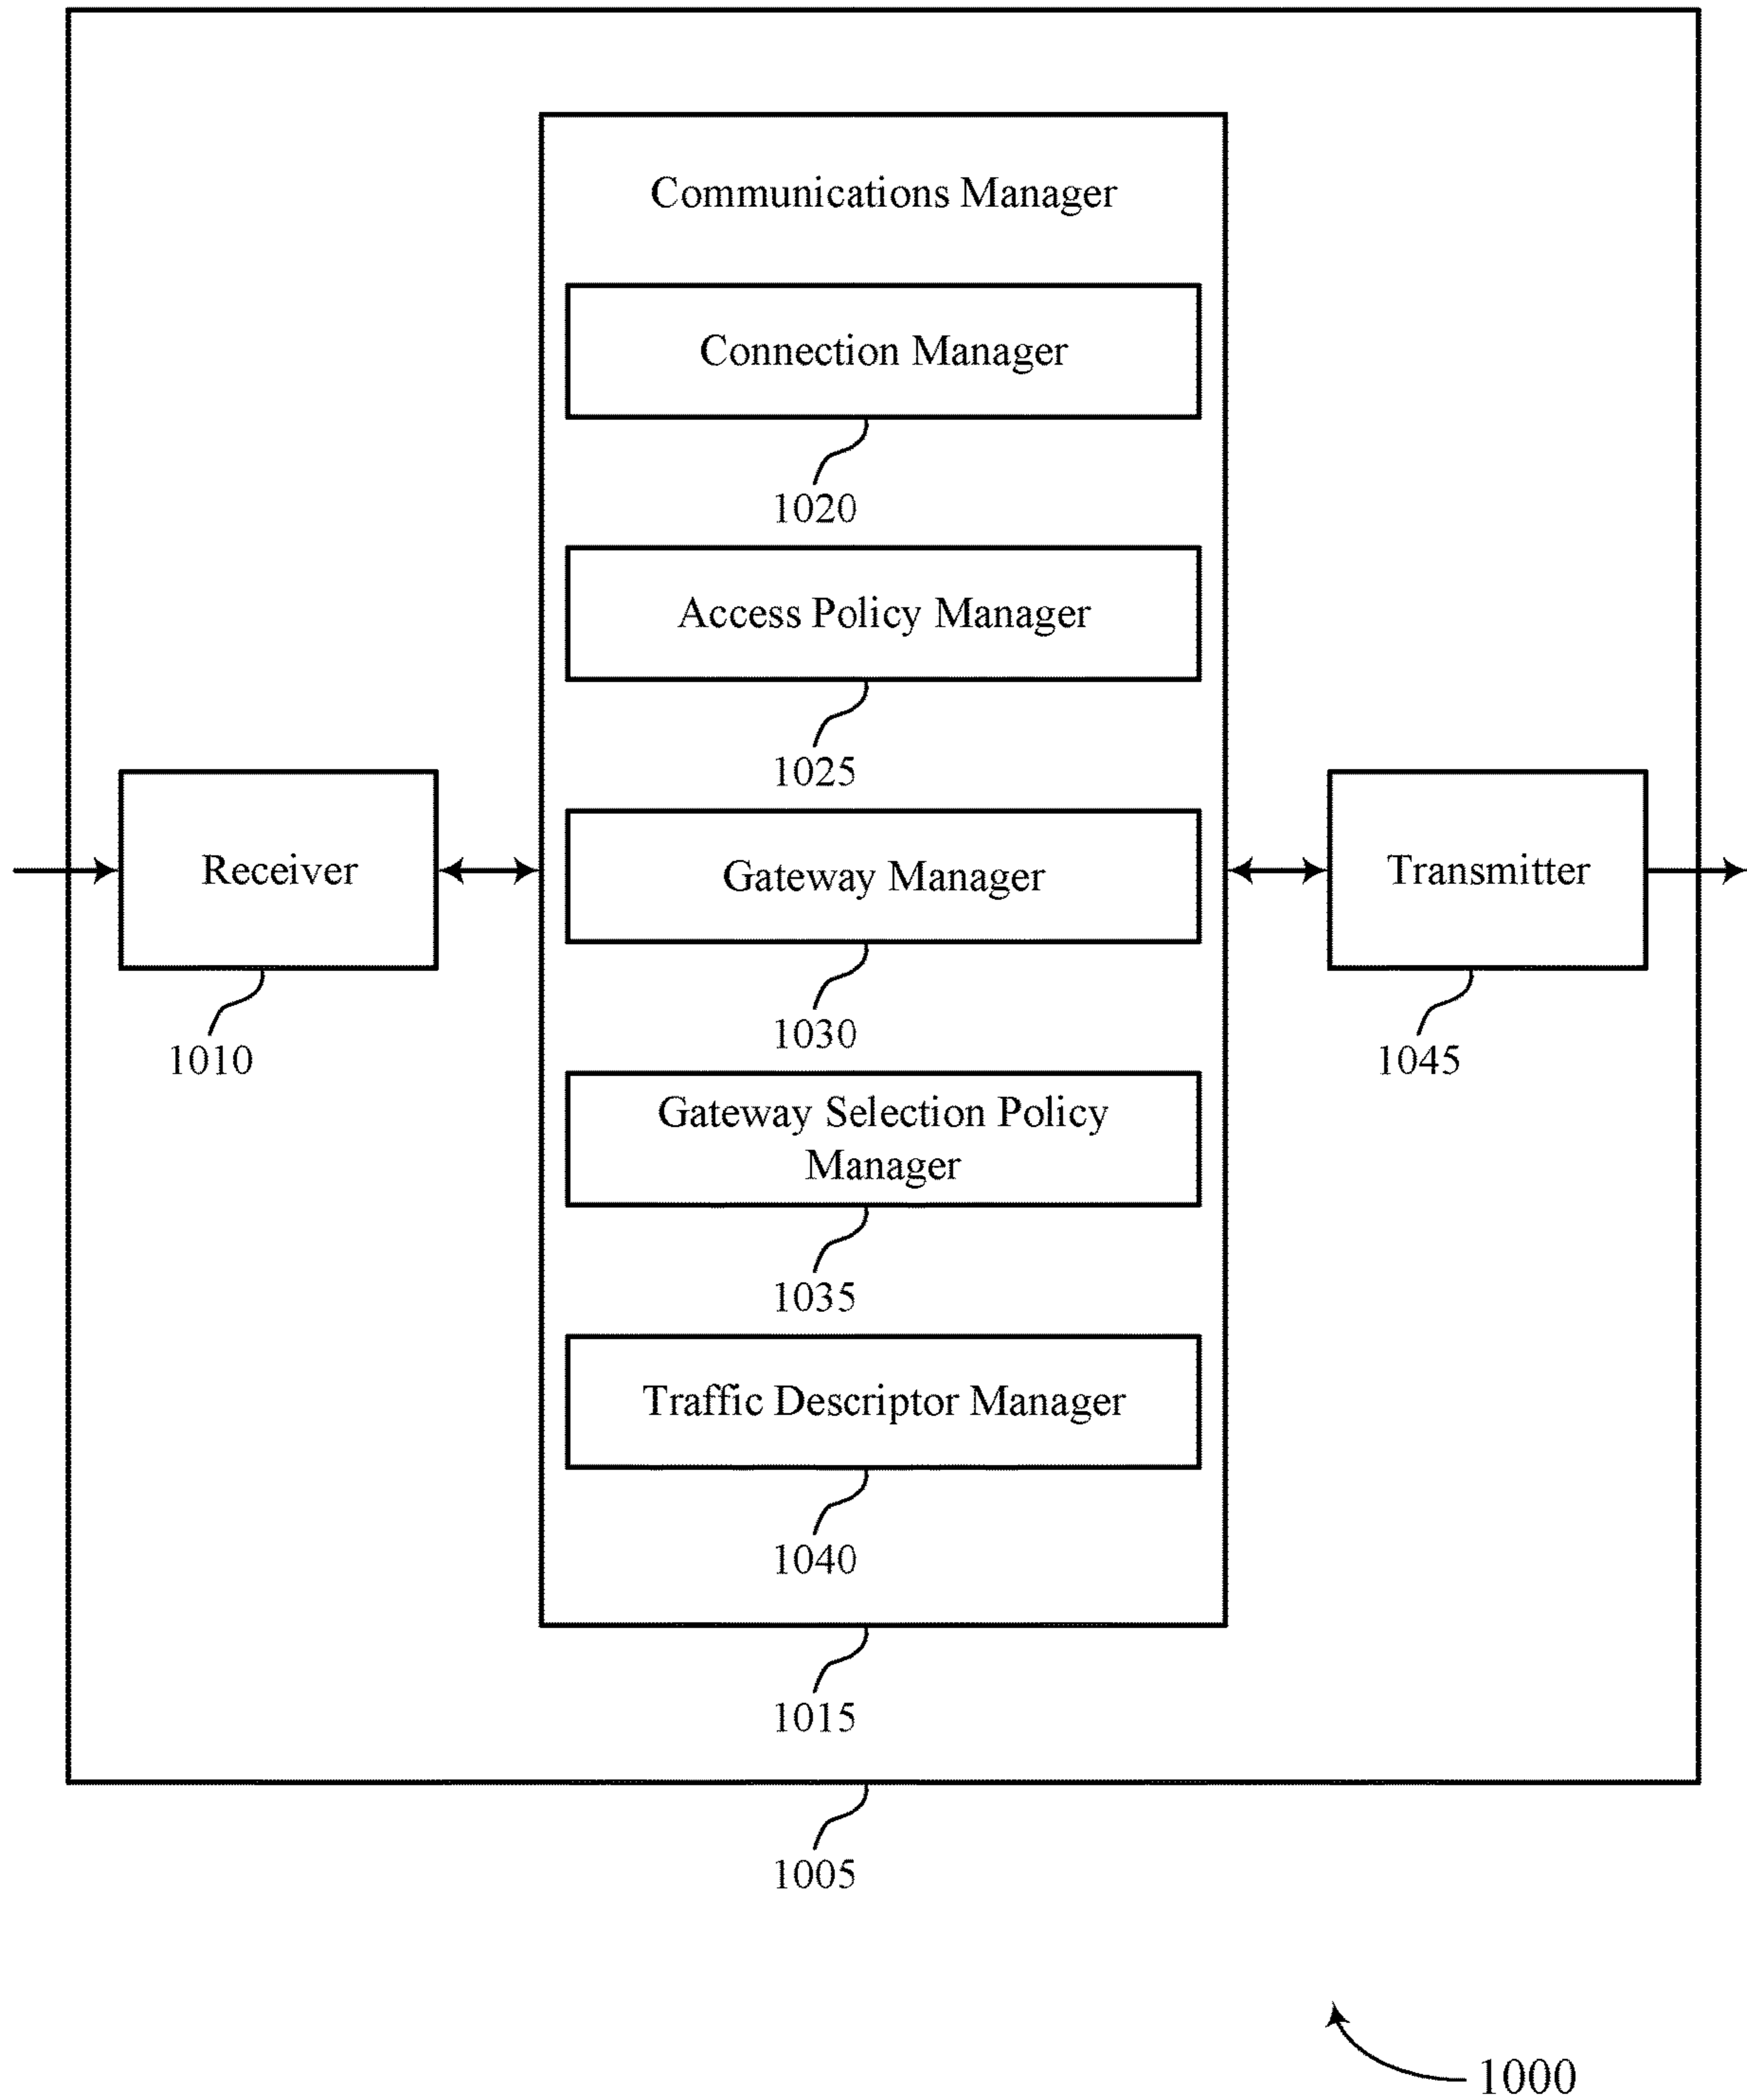 Communications Manager
Connection Manager
1020
Access Policy Manager
1025
Receiver
1010
Gateway Manager
1030
Transmitter
1045
Gateway Selection Policy
Manager
1035
Traffic Descriptor Manager
1040
1015
1005
1000